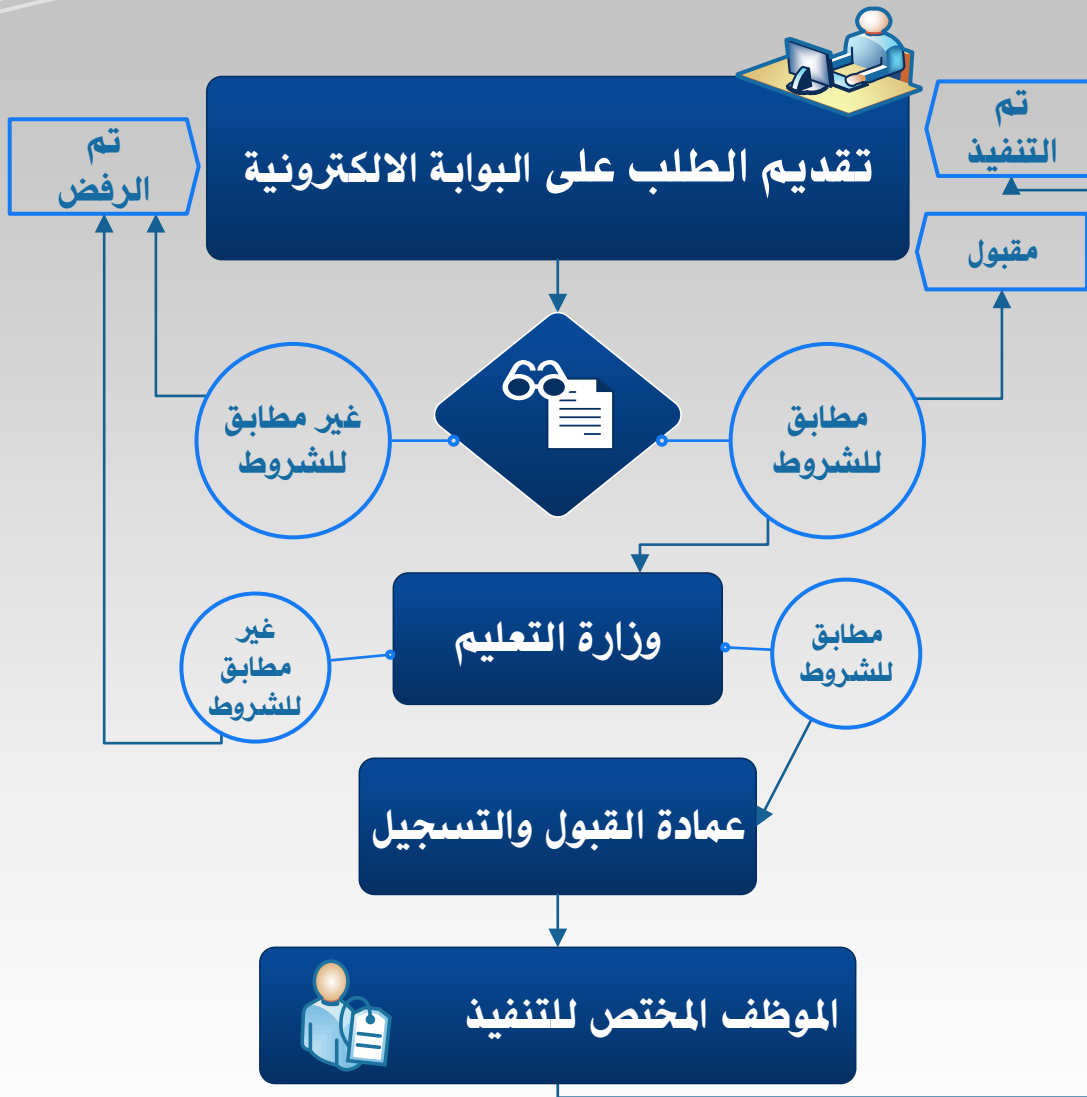 تقديم الطلب على البوابة الالكترونية
تم
التنفيذ
تم
الرفض
مقبول
مطابق
للشروط
غير مطابق
للشروط
وزارة التعليم
مطابق
للشروط
غير
مطابق
للشروط
عمادة القبول والتسجيل
الموظف المختص للتنفيذ